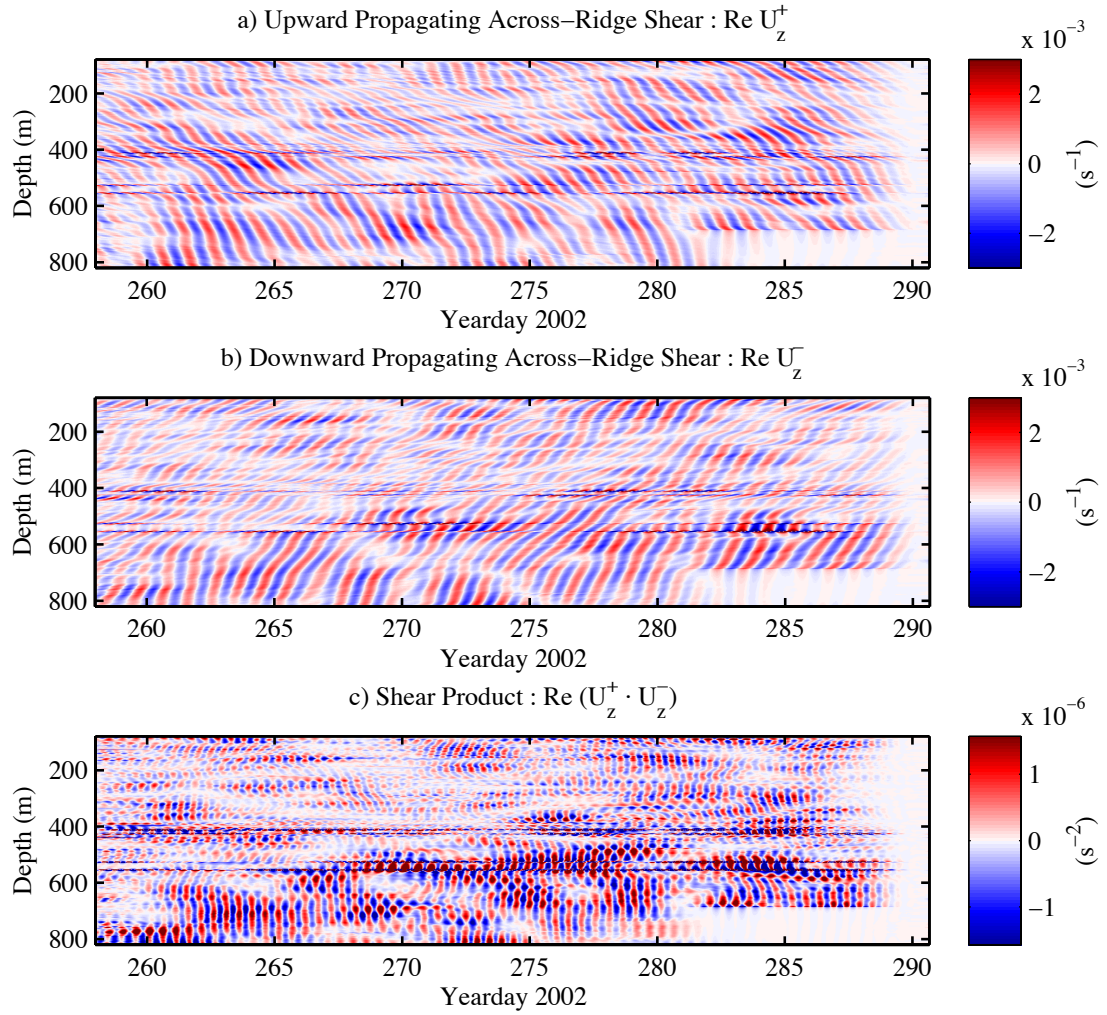 a) Upward Propagating Across–Ridge Shear : Re U_z^+
x 10^−3
200
400
600
800
Depth (m)
260 265 270 275 280 285 290
Yearday 2002
2
0
−2
(s^−1)
b) Downward Propagating Across–Ridge Shear : Re U_z^−
x 10^−3
200
400
600
800
Depth (m)
260 265 270 275 280 285 290
Yearday 2002
2
0
−2
(s^−1)
c) Shear Product : Re (U_z^+ · U_z^−)
x 10^−6
200
400
600
800
Depth (m)
260 265 270 275 280 285 290
Yearday 2002
1
0
−1
(s^−2)